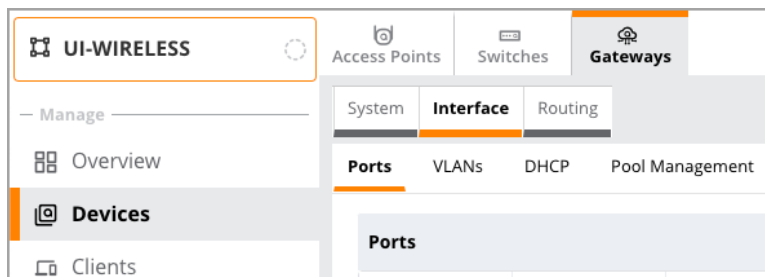 UI-WIRELESS
Manage
Overview
Devices
Clients
Access Points
Switches
Gateways
System
Interface
Routing
Ports
VLANs
DHCP
Pool Management
Ports